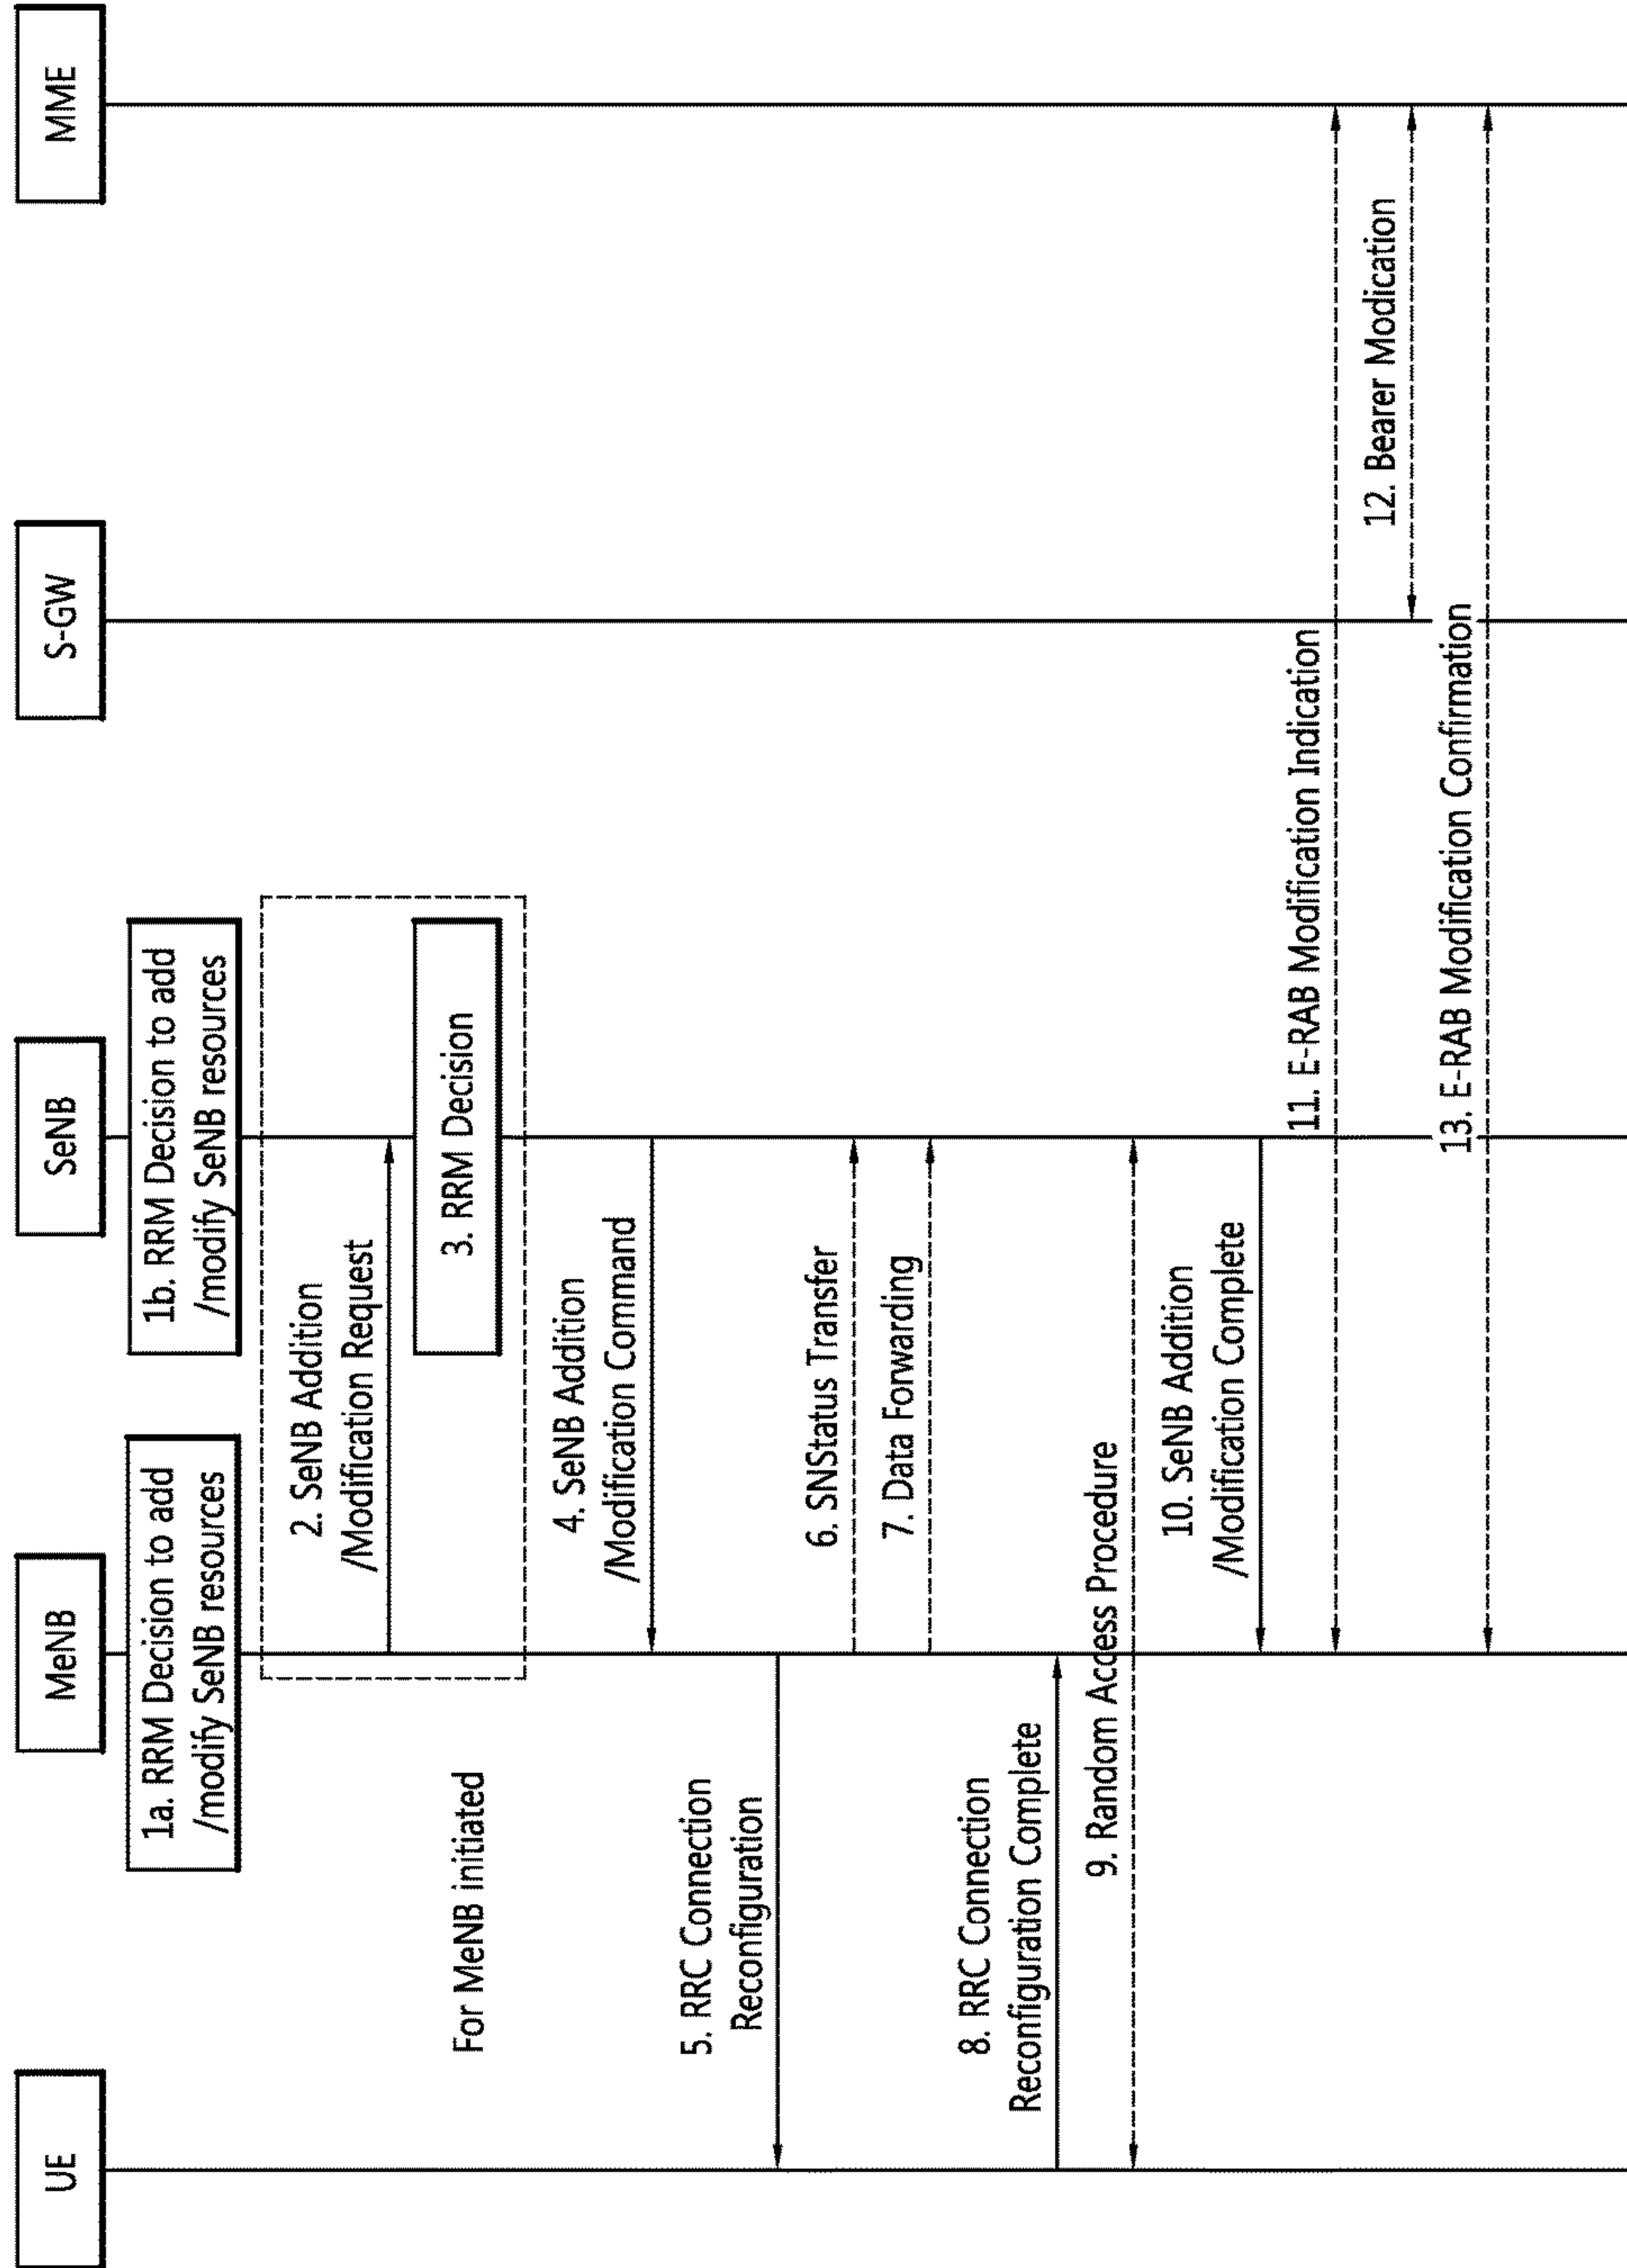 UE
MeNB
SeNB
S-GW
MME
1a. RRM Decision to add
/modify SeNB resources
1b. RRM Decision to add
/modify SeNB resources
2. SeNB Addition
/Modification Request
For MeNB initiated
3. RRM Decision
4. SeNB Addition
/Modification Command
5. RRC Connection
Reconfiguration
6. SNStatus Transfer
7. Data Forwarding
8. RRC Connection
Reconfiguration Complete
9. Random Access Procedure
10. SeNB Addition
/Modification Complete
11. E-RAB Modification Indication
12. Bearer Modication
13. E-RAB Modification Confirmation